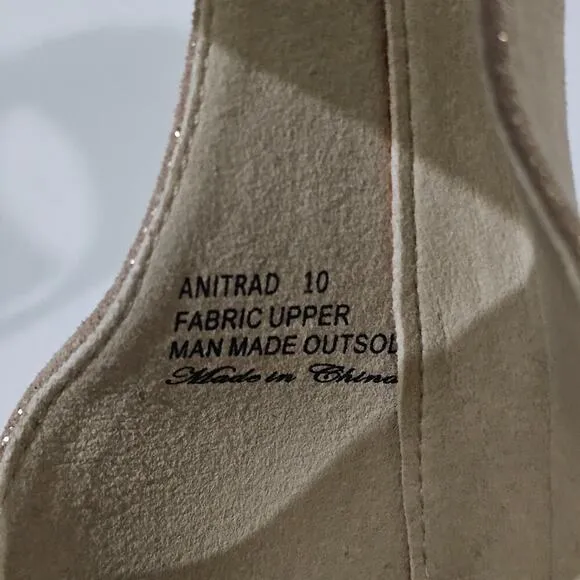 ANITRAD 10
FABRIC UPPER
MAN MADE OUTSOL
Made in China